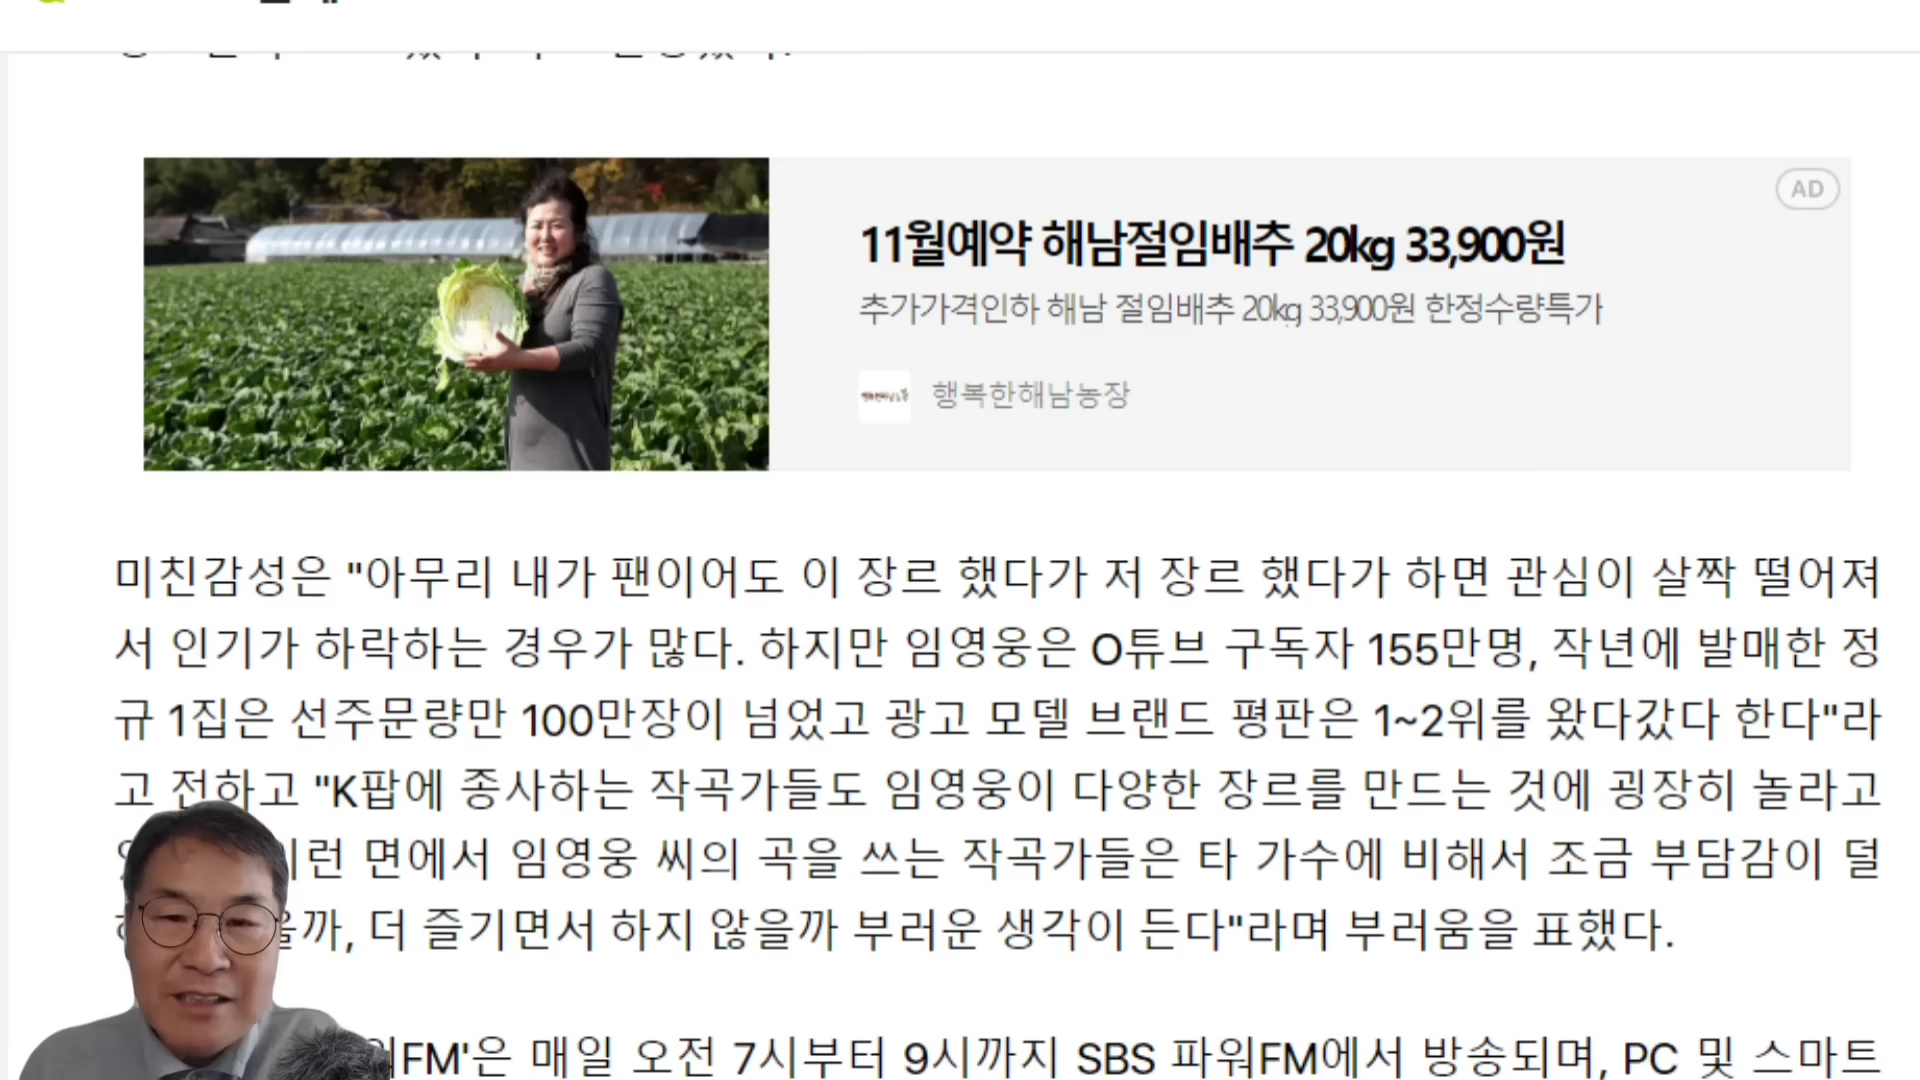 AD
11월예약 해남절임배추 20kg 33,900원
추가가격인하 해남 절임배추 20kg 33,900원 한정수량특가
행복한해남농장
미친감성은 "아무리 내가 팬이어도 이 장르 했다가 저 장르 했다가 하면 관심이 살짝 떨어져
서 인기가 하락하는 경우가 많다. 하지만 임영웅은 O튜브 구독자 155만명, 작년에 발매한 정
규 1집은 선주문량만 100만장이 넘었고 광고 모델 브랜드 평판은 1~2위를 왔다갔다 한다"라
고 전하고 "K팝에 종사하는 작곡가들도 임영웅이 다양한 장르를 만드는 것에 굉장히 놀라고
이런 면에서 임영웅 씨의 곡을 쓰는 작곡가들은 타 가수에 비해서 조금 부담감이 덜
을까, 더 즐기면서 하지 않을까 부러운 생각이 든다"라며 부러움을 표했다.
워FM'은 매일 오전 7시부터 9시까지 SBS 파워FM에서 방송되며, PC 및 스마트